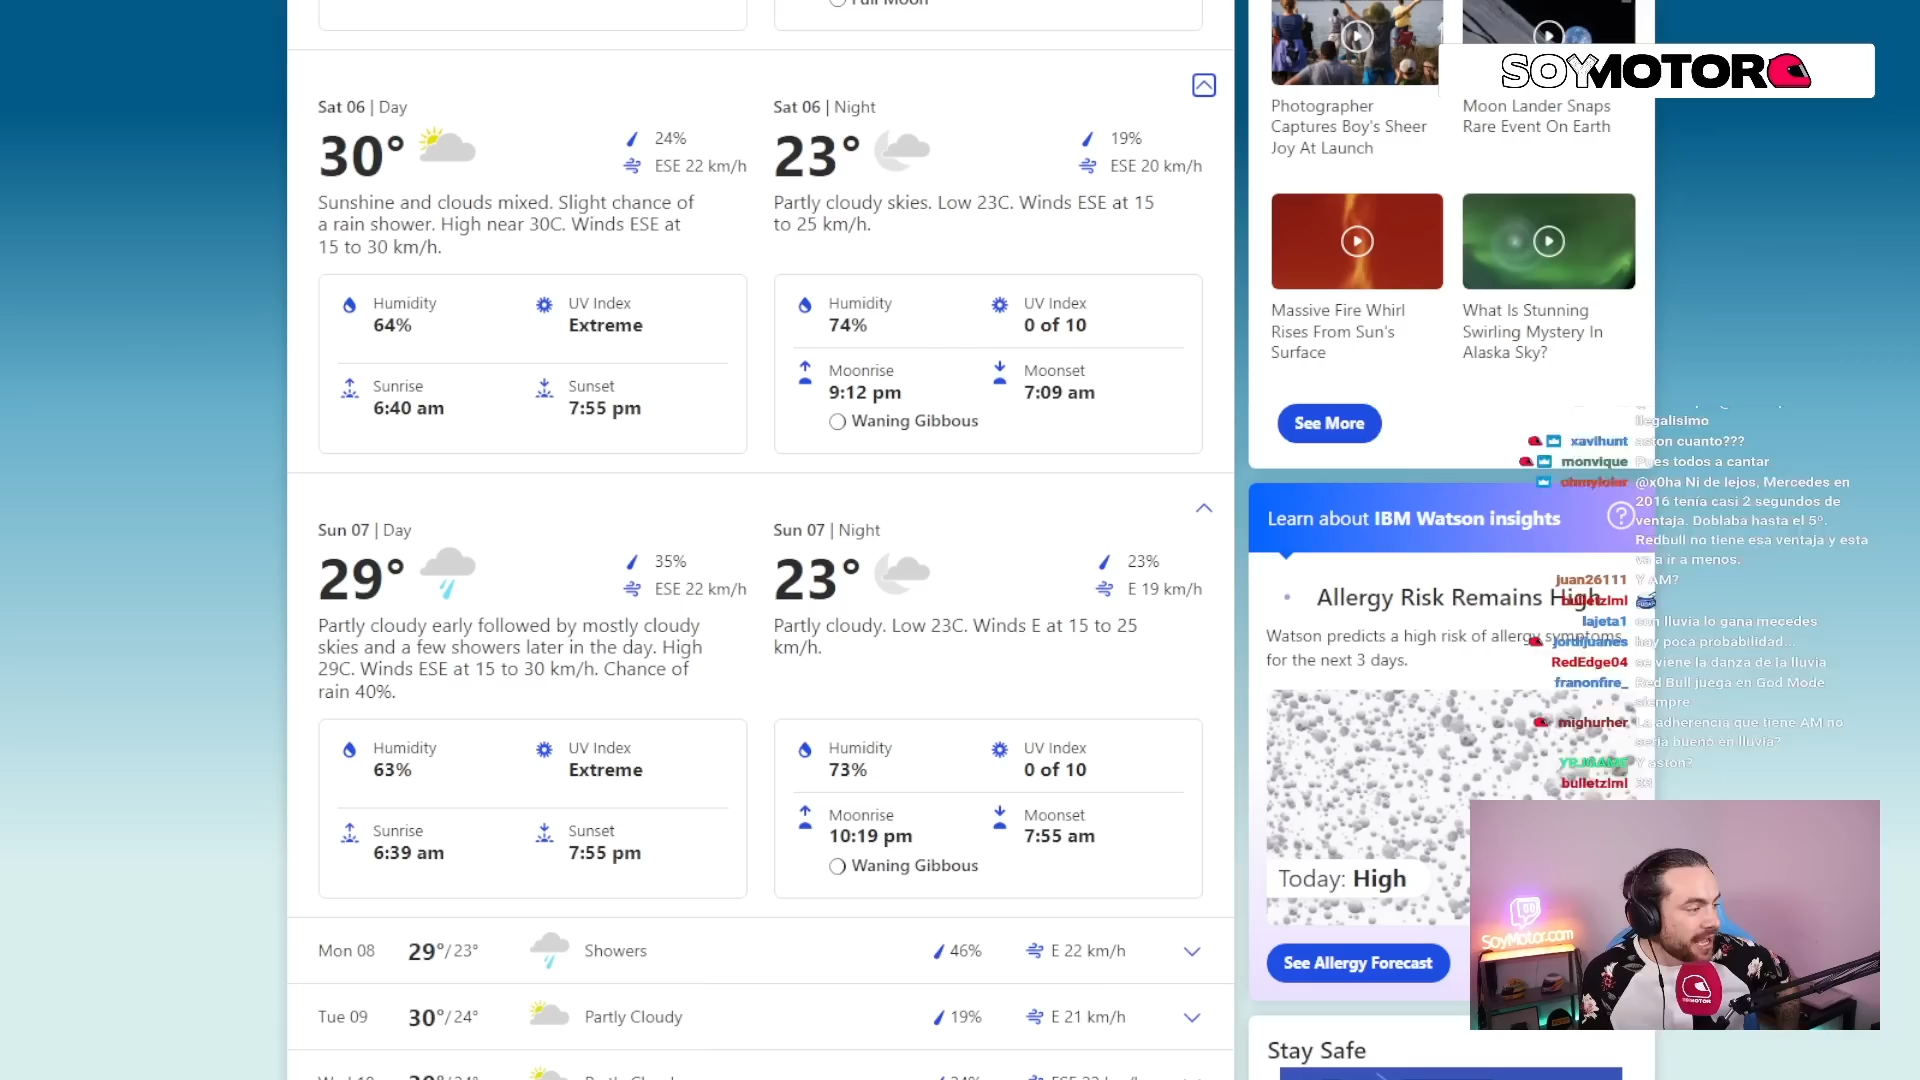 Full Moon
Sat 06 | Day
30°
24%
ESE 22 km/h
Sunshine and clouds mixed. Slight chance of
a rain shower. High near 30C. Winds ESE at
15 to 30 km/h.
Humidity
64%
UV Index
Extreme
Sunrise
6:40 am
Sunset
7:55 pm
Sat 06 | Night
23°
19%
ESE 20 km/h
Partly cloudy skies. Low 23C. Winds ESE at 15
to 25 km/h.
Humidity
74%
UV Index
0 of 10
Moonrise
9:12 pm
Waning Gibbous
Moonset
7:09 am
Sun 07 | Day
29°
35%
ESE 22 km/h
Partly cloudy early followed by mostly cloudy
skies and a few showers later in the day. High
29C. Winds ESE at 15 to 30 km/h. Chance of
rain 40%.
Humidity
63%
UV Index
Extreme
Sunrise
6:39 am
Sunset
7:55 pm
Sun 07 | Night
23°
23%
E 19 km/h
Partly cloudy. Low 23C. Winds E at 15 to 25
km/h.
Humidity
73%
UV Index
0 of 10
Moonrise
10:19 pm
Waning Gibbous
Moonset
7:55 am
Mon 08 29°/23° Showers 46% E 22 km/h
Tue 09 30°/24° Partly Cloudy 19% E 21 km/h
SOYMOTOR
Photographer
Captures Boy's Sheer
Joy At Launch
Moon Lander Snaps
Rare Event On Earth
Massive Fire Whirl
Rises From Sun's
Surface
What Is Stunning
Swirling Mystery In
Alaska Sky?
See More
Learn about IBM Watson insights
Allergy Risk Remains High
Watson predicts a high risk of allergy symptoms
for the next 3 days.
Today: High
See Allergy Forecast
Stay Safe
llegalisimo
xavihunt aston cuanto???
monvique Pues todos a cantar
@x0ha Ni de lejos, Mercedes en
2016 tenía casi 2 segundos de
ventaja. Doblaba hasta el 5º.
Redbull no tiene esa ventaja y esta
va a ir a menos.
juan26111 Y AM?
bulletzlml
lajeta1 con lluvia lo gana mecedes
jordijuanes hay poca probabilidad...
RedEdge04 se viene la danza de la lluvia
franonfire_ Red Bull juega en God Mode
siempre
mighurher La adherencia que tiene AM no
sería bueno en lluvia?
Y aston?
bulletzlml 33
SoyMotor.com
SOYMOTOR